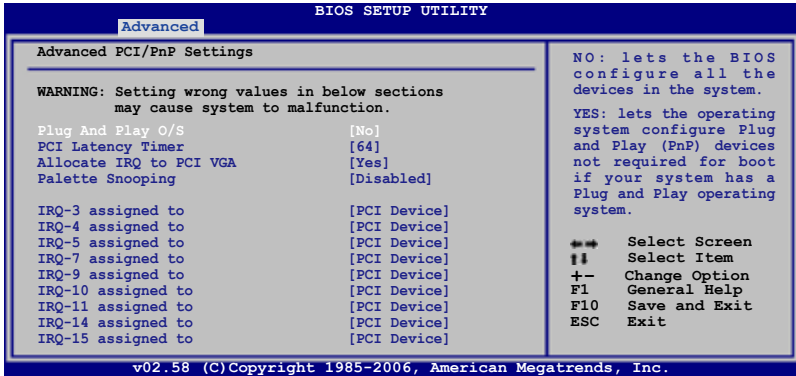 BIOS SETUP UTILITY
Advanced
Advanced PCI/PnP Settings
WARNING: Setting wrong values in below sections
may cause system to malfunction.
Plug And Play O/S [No]
PCI Latency Timer [64]
Allocate IRQ to PCI VGA [Yes]
Palette Snooping [Disabled]
IRQ-3 assigned to [PCI Device]
IRQ-4 assigned to [PCI Device]
IRQ-5 assigned to [PCI Device]
IRQ-7 assigned to [PCI Device]
IRQ-9 assigned to [PCI Device]
IRQ-10 assigned to [PCI Device]
IRQ-11 assigned to [PCI Device]
IRQ-14 assigned to [PCI Device]
IRQ-15 assigned to [PCI Device]
NO: lets the BIOS
configure all the
devices in the system.
YES: lets the operating
system configure Plug
and Play (PnP) devices
not required for boot
if your system has a
Plug and Play operating
system.
←→ Select Screen
↑↓ Select Item
+- Change Option
F1 General Help
F10 Save and Exit
ESC Exit
v02.58 (C)Copyright 1985-2006, American Megatrends, Inc.